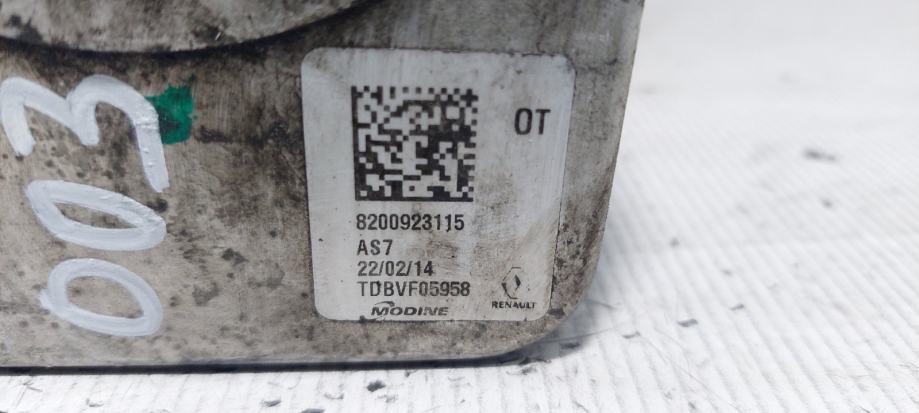 003
OT
8200923115
AS7
22/02/14
TDBVF05958
MODINE
RENAULT